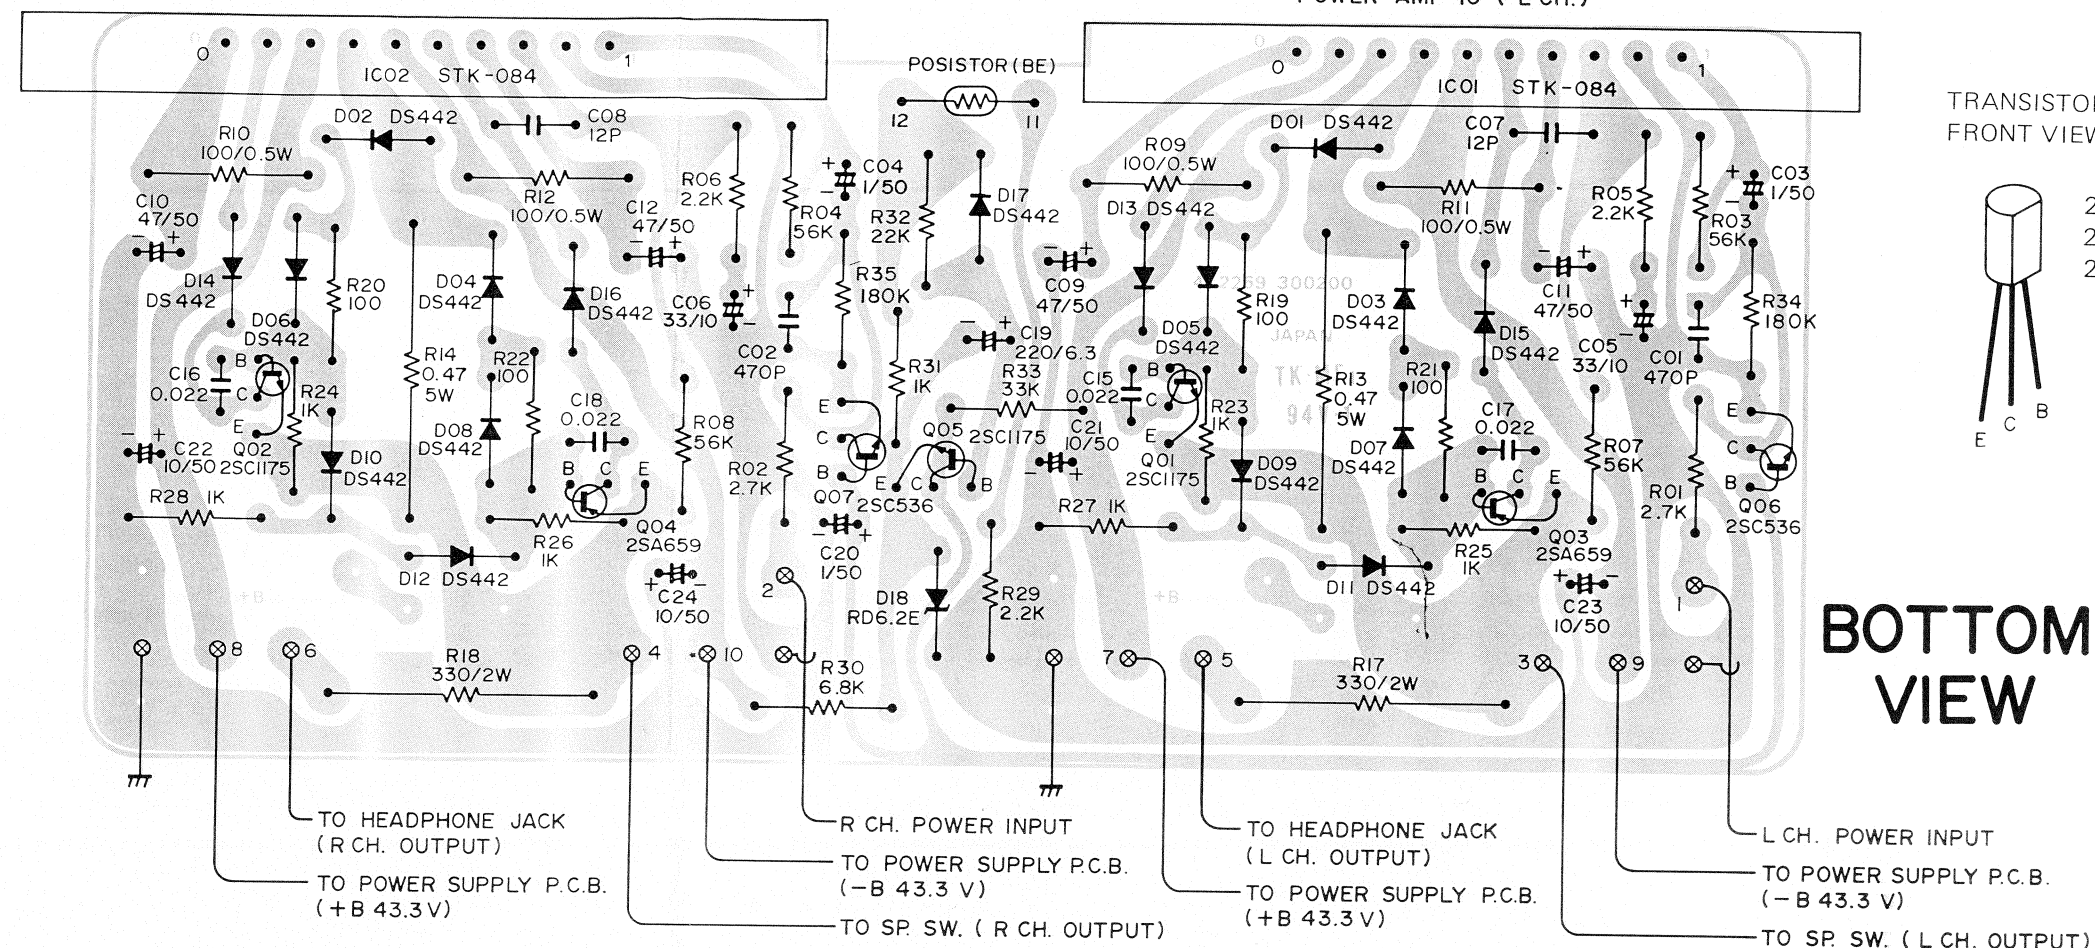 POWER AMP IC ( L CH.)
0
1
IC02 STK-084
POSISTOR (BE)
12
11
0
1
IC01 STK-084
TRANSISTOR
FRONT VIEW
2
2
2
E
C
B
D02 DS442
C08
12P
R10
100/0.5W
R12
100/0.5W
C10
47/50
C12
47/50
R06
2.2K
R04
56K
C04
1/50
R32
22K
D17
DS442
D14
DS442
R20
100
D04
DS442
D16
DS442
C06
33/10
R35
180K
D06
DS442
C02
470P
R31
1K
C19
220/6.3
R33
33K
C16
0.022
B
C
E
R24
1K
R14
0.47
5W
R22
100
C18
0.022
R08
56K
D08
DS442
C22
10/50
Q02
2SC1175
D10
DS442
R28 1K
B C E
R02
2.7K
E
C
B
Q07
2SC536
Q05
2SC1175
E C B
R26
1K
Q04
2SA659
C20
1/50
D12 DS442
C24
10/50
2
D18
RD6.2E
R29
2.2K
+B
8
6
R18
330/2W
4
10
R30
6.8K
D01 DS442
C07
12P
R09
100/0.5W
R11
100/0.5W
D13 DS442
R05
2.2K
R03
56K
C03
1/50
C09
47/50
R19
100
D03
DS442
D15
DS442
C11
47/50
C05
33/10
C01
470P
R34
180K
300200
JAPAN
D05
DS442
C15
0.022
B
C
E
R23
1K
R13
0.47
5W
R21
100
C17
0.022
R07
56K
C21
10/50
Q01
2SC1175
D09
DS442
D07
DS442
R27 1K
B C E
R01
2.7K
E
C
B
Q06
2SC536
R25
1K
Q03
2SA659
D11 DS442
C23
10/50
1
+B
7
5
R17
330/2W
3
9
BOTTOM
VIEW
TO HEADPHONE JACK
(R CH. OUTPUT)
TO POWER SUPPLY P.C.B.
(+B 43.3 V)
R CH. POWER INPUT
TO POWER SUPPLY P.C.B.
(−B 43.3 V)
TO SP. SW. ( R CH. OUTPUT)
TO HEADPHONE JACK
(L CH. OUTPUT)
TO POWER SUPPLY P.C.B.
(+B 43.3 V)
L CH. POWER INPUT
TO POWER SUPPLY P.C.B.
(−B 43.3 V)
TO SP. SW. ( L CH. OUTPUT)